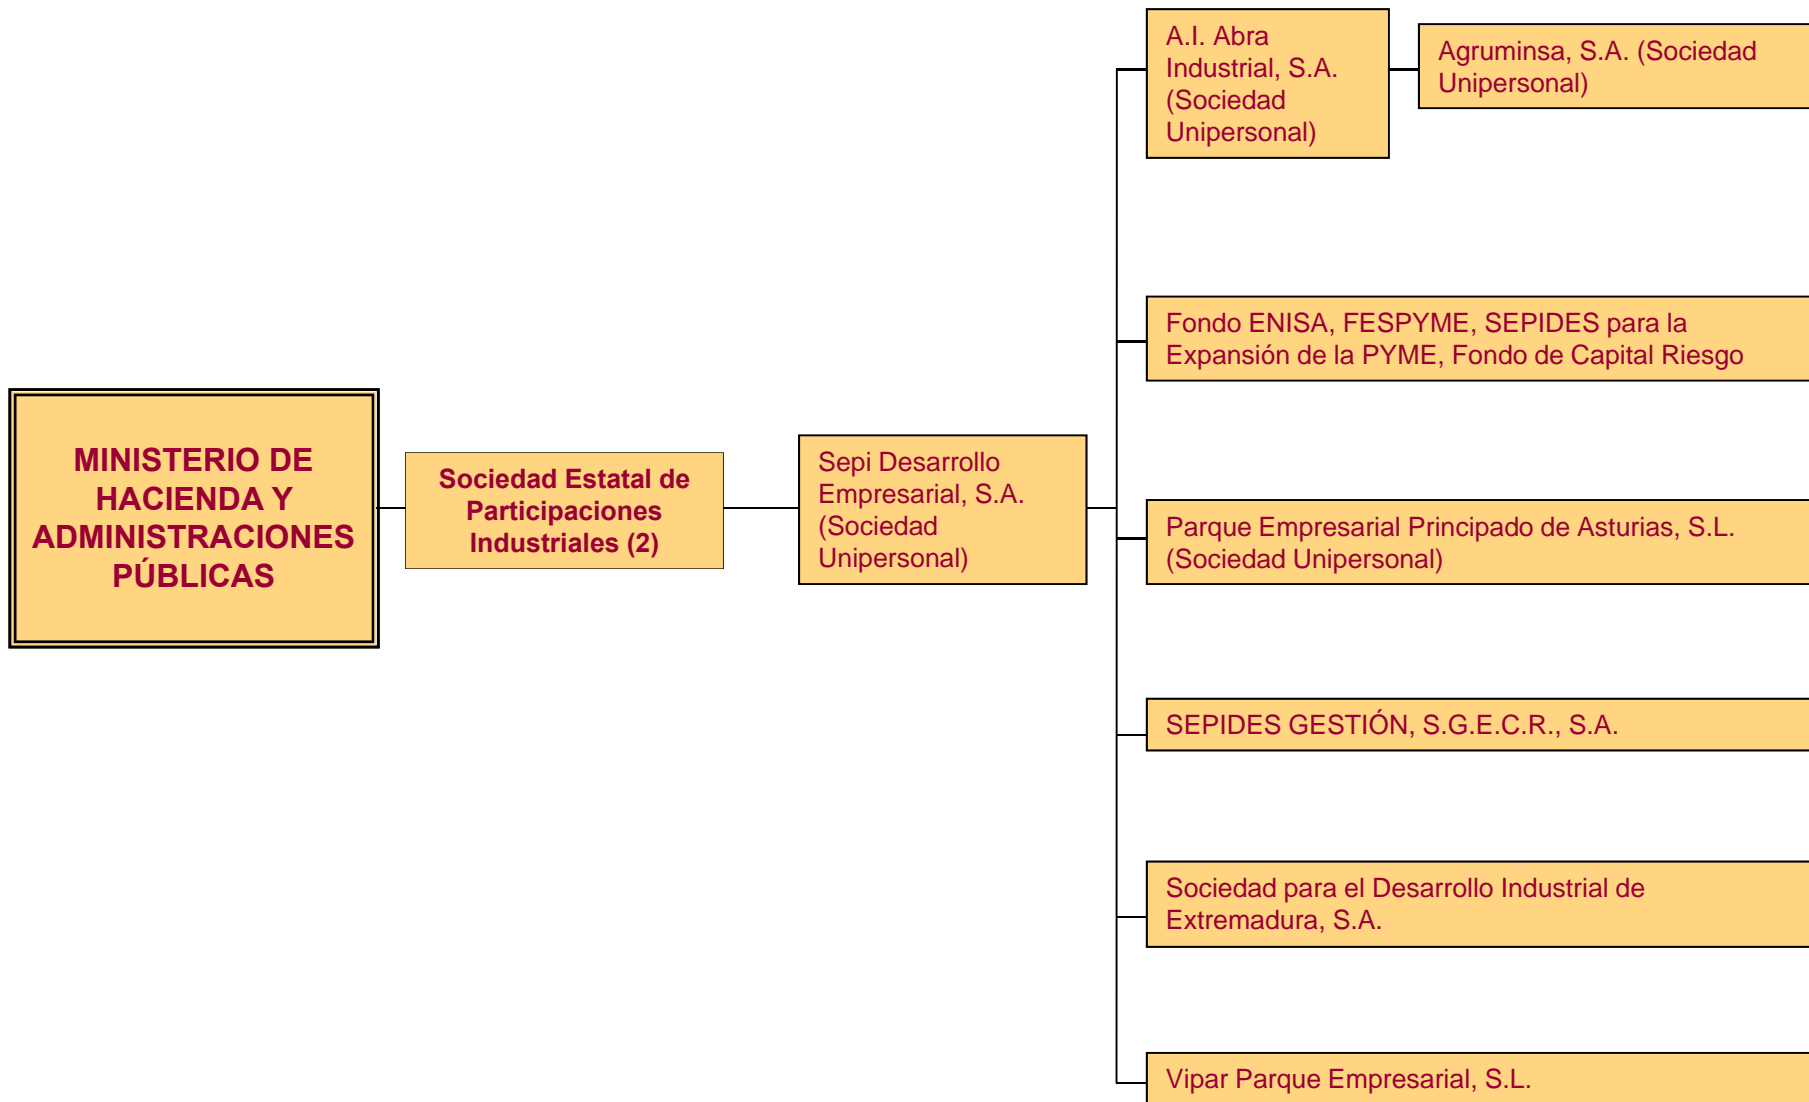 MINISTERIO DE
HACIENDA Y
ADMINISTRACIONES
PÚBLICAS
Sociedad Estatal de
Participaciones
Industriales (2)
Sepi Desarrollo
Empresarial, S.A.
(Sociedad
Unipersonal)
A.I. Abra
Industrial, S.A.
(Sociedad
Unipersonal)
Agruminsa, S.A. (Sociedad
Unipersonal)
Fondo ENISA, FESPYME, SEPIDES para la
Expansión de la PYME, Fondo de Capital Riesgo
Parque Empresarial Principado de Asturias, S.L.
(Sociedad Unipersonal)
SEPIDES GESTIÓN, S.G.E.C.R., S.A.
Sociedad para el Desarrollo Industrial de
Extremadura, S.A.
Vipar Parque Empresarial, S.L.